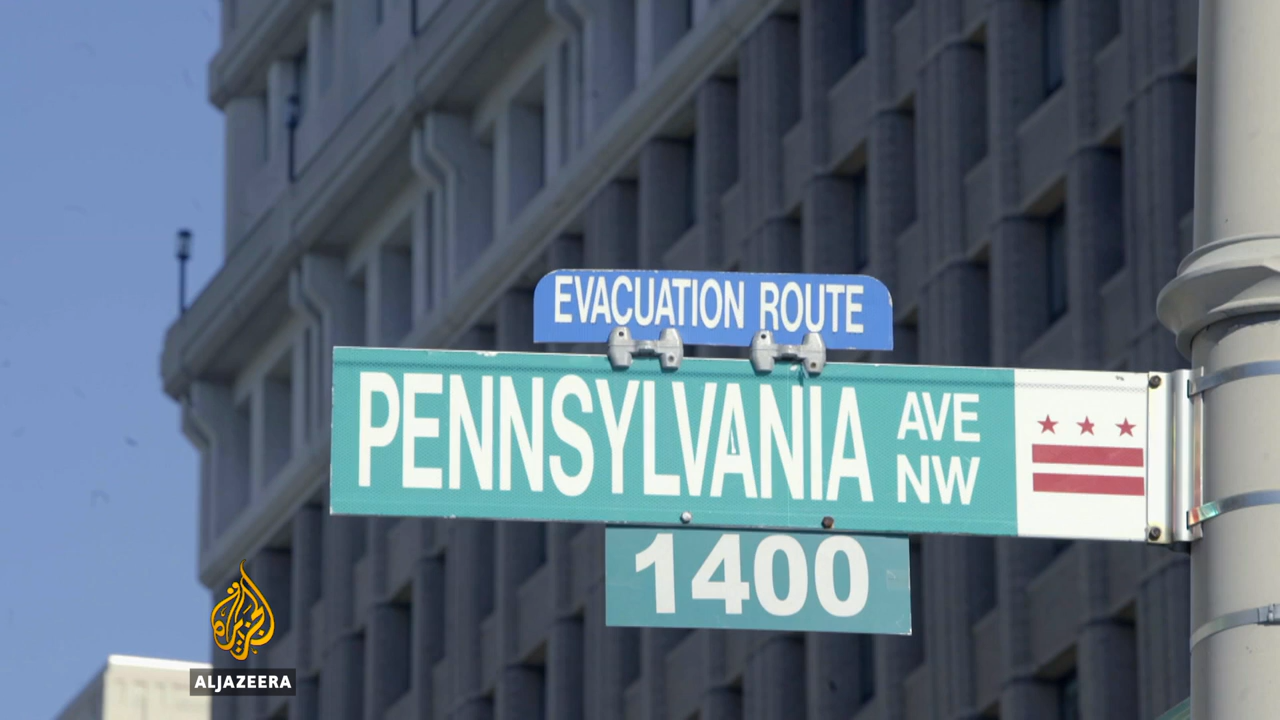 EVACUATION ROUTE
PENNSYLVANIA AVE NW
1400
الجزيرة
ALJAZEERA